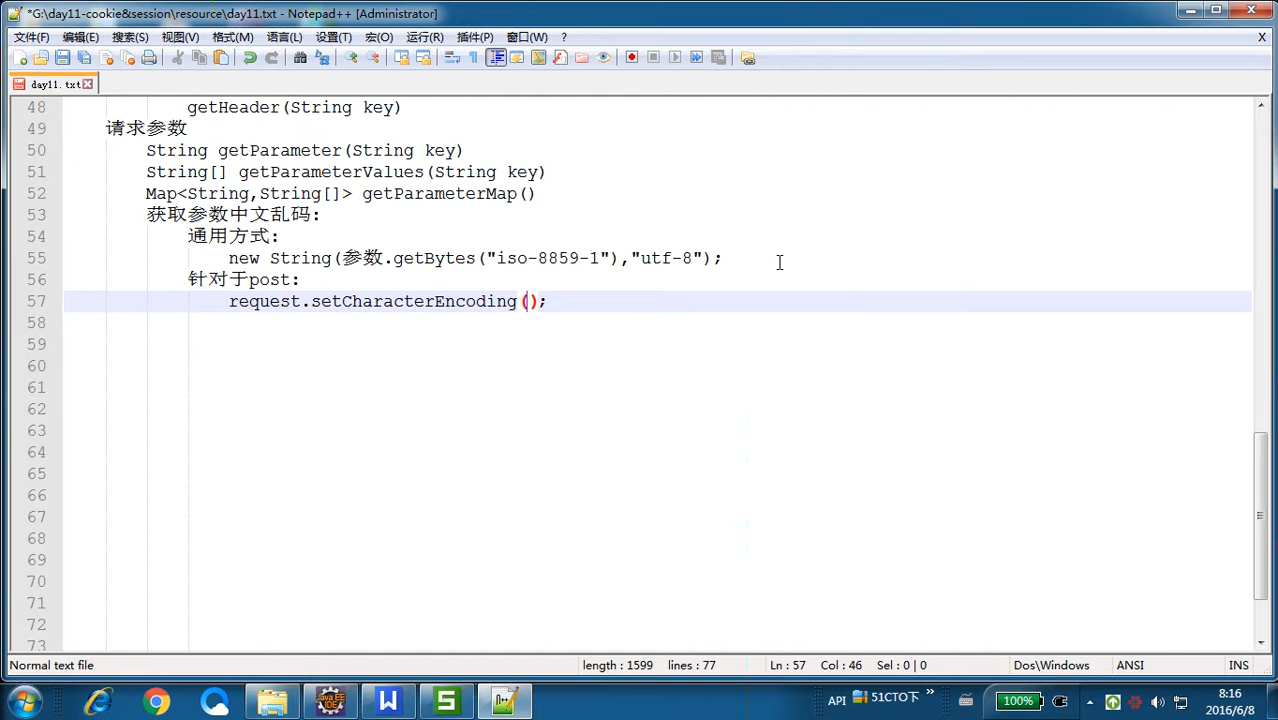 *G:\day11-cookie&session\resource\day11.txt - Notepad++ [Administrator]
文件(F) 编辑(E) 搜索(S) 视图(V) 格式(M) 语言(L) 设置(T) 宏(O) 运行(R) 插件(P) 窗口(W) ? X
day11.txt
48 getHeader(String key)
49 请求参数
50 String getParameter(String key)
51 String[] getParameterValues(String key)
52 Map<String,String[]> getParameterMap()
53 获取参数中文乱码:
54 通用方式:
55 new String(参数.getBytes("iso-8859-1"),"utf-8");
56 针对于post:
57 request.setCharacterEncoding();
58
59
60
61
62
63
64
65
66
67
68
69
70
71
72
73
Normal text file length : 1599 lines : 77 Ln : 57 Col : 46 Sel : 0 | 0 Dos\Windows ANSI INS
Java EE IDE W S API 51CTO下 » 100% 8:16
2016/6/8